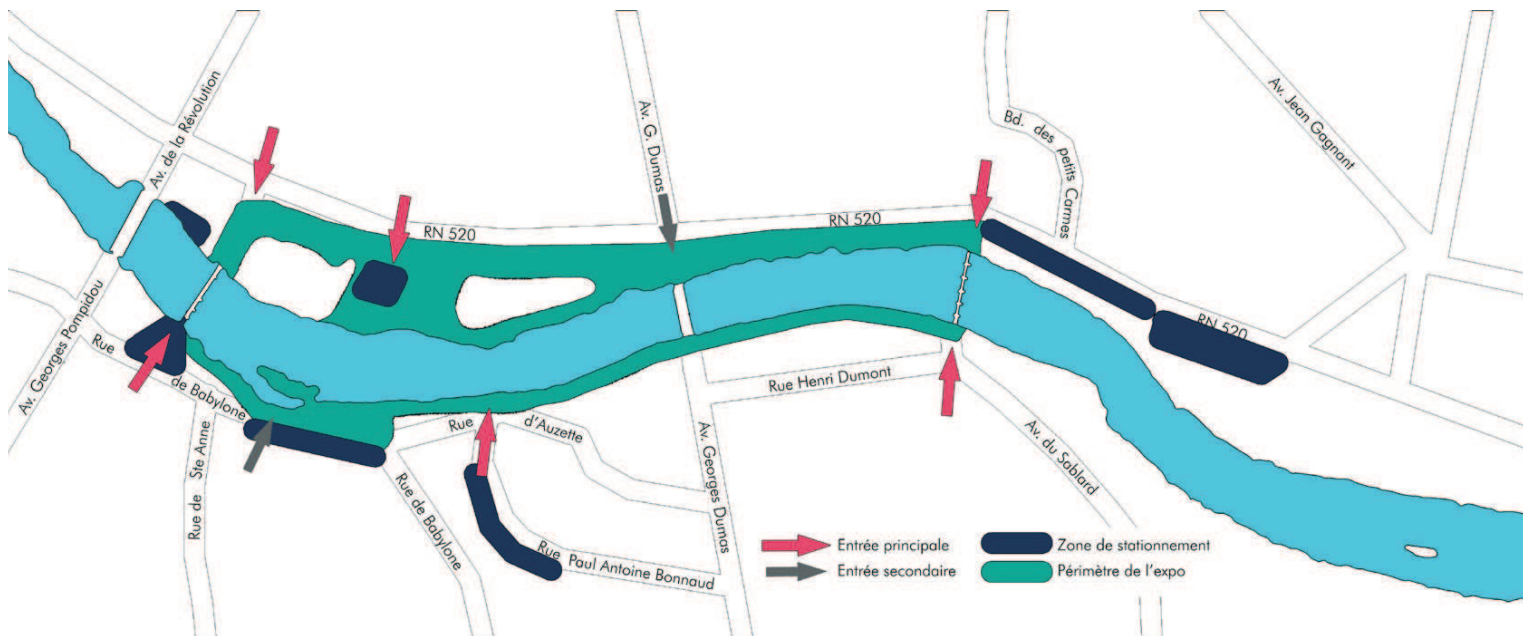 Av. de la Révolution
Av. G. Dumas
Bd. des petits Carmes
Av. Jean Gagnant
RN 520
RN 520
RN 520
Av. Georges Pompidou
Rue de Babylone
Rue Henri Dumont
Rue d'Auzette
Rue de Ste Anne
Av. Georges Dumas
Av. du Sablard
Rue de Babylone
Rue Paul Antoine Bonnaud
Entrée principale
Zone de stationnement
Entrée secondaire
Périmètre de l'expo